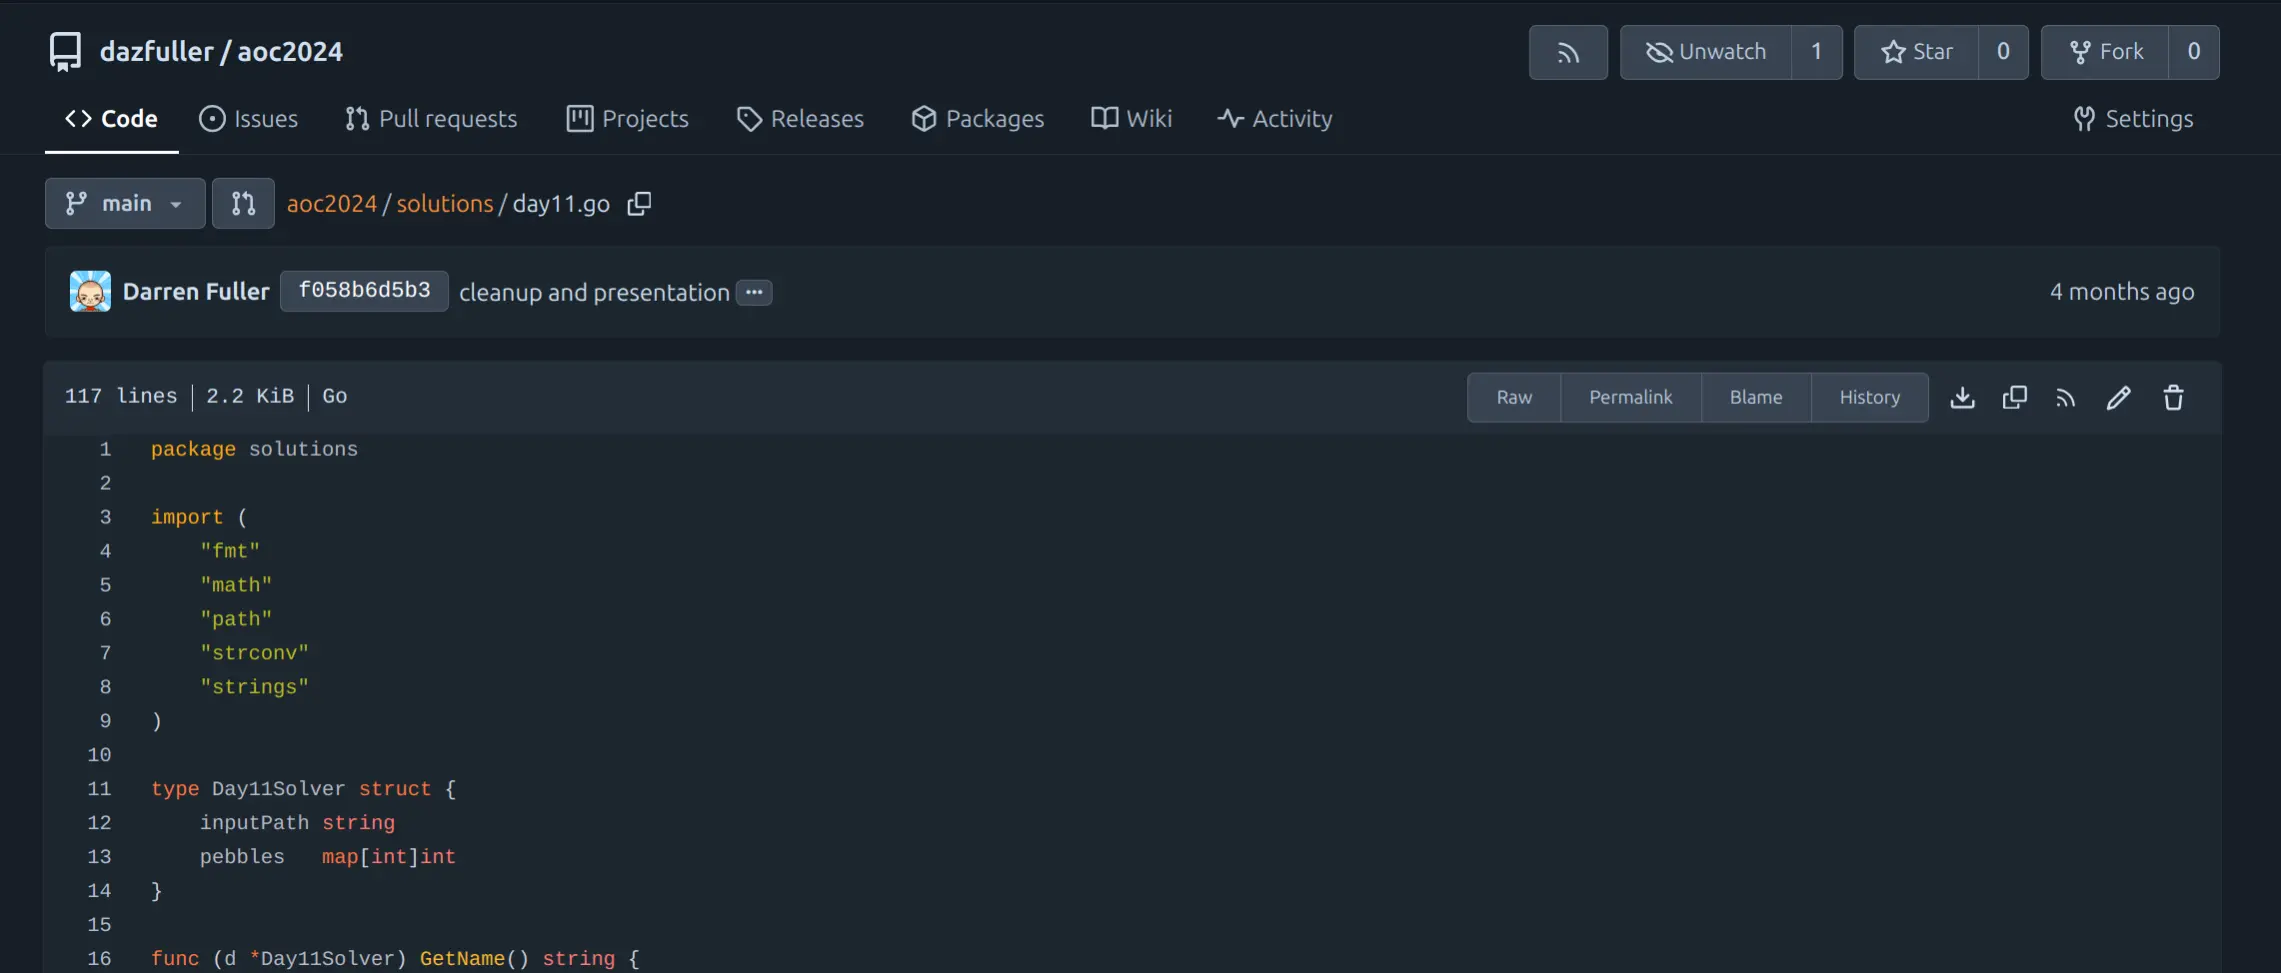 dazfuller / aoc2024
Unwatch 1 Star 0 Fork 0
Code Issues Pull requests Projects Releases Packages Wiki Activity Settings
main aoc2024 / solutions / day11.go
Darren Fuller f058b6d5b3 cleanup and presentation ... 4 months ago
117 lines | 2.2 KiB | Go Raw Permalink Blame History
1 package solutions
2
3 import (
4     "fmt"
5     "math"
6     "path"
7     "strconv"
8     "strings"
9 )
10
11 type Day11Solver struct {
12     inputPath string
13     pebbles   map[int]int
14 }
15
16 func (d *Day11Solver) GetName() string {